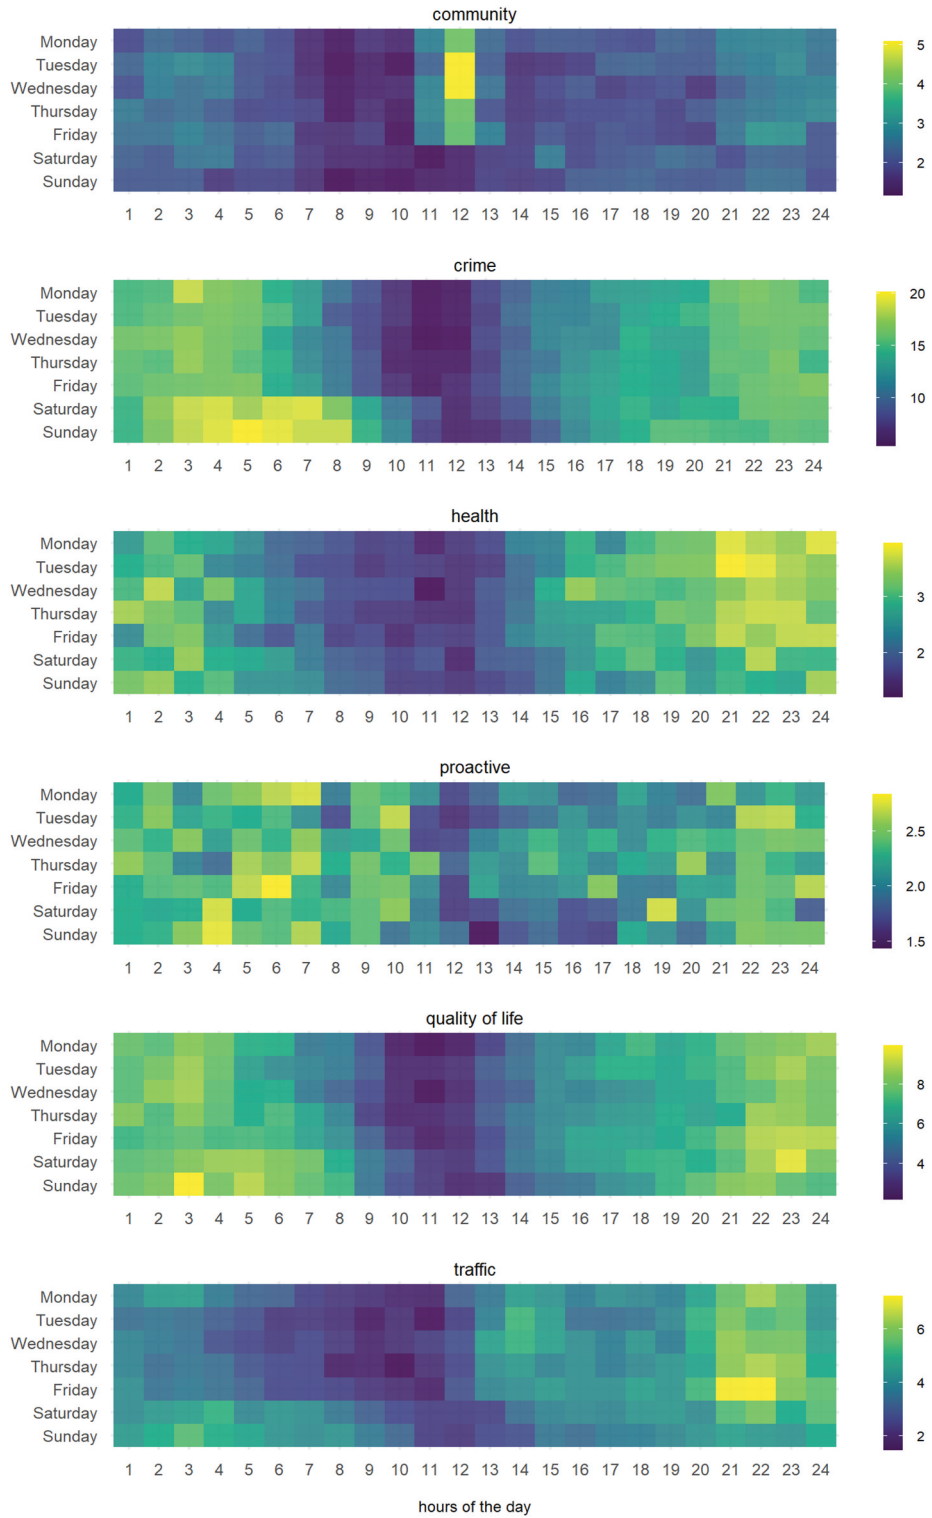 community
Monday
Tuesday
Wednesday
Thursday
Friday
Saturday
Sunday
5
4
3
2
1 2 3 4 5 6 7 8 9 10 11 12 13 14 15 16 17 18 19 20 21 22 23 24
crime
Monday
Tuesday
Wednesday
Thursday
Friday
Saturday
Sunday
20
15
10
1 2 3 4 5 6 7 8 9 10 11 12 13 14 15 16 17 18 19 20 21 22 23 24
health
Monday
Tuesday
Wednesday
Thursday
Friday
Saturday
Sunday
3
2
1 2 3 4 5 6 7 8 9 10 11 12 13 14 15 16 17 18 19 20 21 22 23 24
proactive
Monday
Tuesday
Wednesday
Thursday
Friday
Saturday
Sunday
2.5
2.0
1.5
1 2 3 4 5 6 7 8 9 10 11 12 13 14 15 16 17 18 19 20 21 22 23 24
quality of life
Monday
Tuesday
Wednesday
Thursday
Friday
Saturday
Sunday
8
6
4
1 2 3 4 5 6 7 8 9 10 11 12 13 14 15 16 17 18 19 20 21 22 23 24
traffic
Monday
Tuesday
Wednesday
Thursday
Friday
Saturday
Sunday
6
5
4
3
2
1 2 3 4 5 6 7 8 9 10 11 12 13 14 15 16 17 18 19 20 21 22 23 24
hours of the day